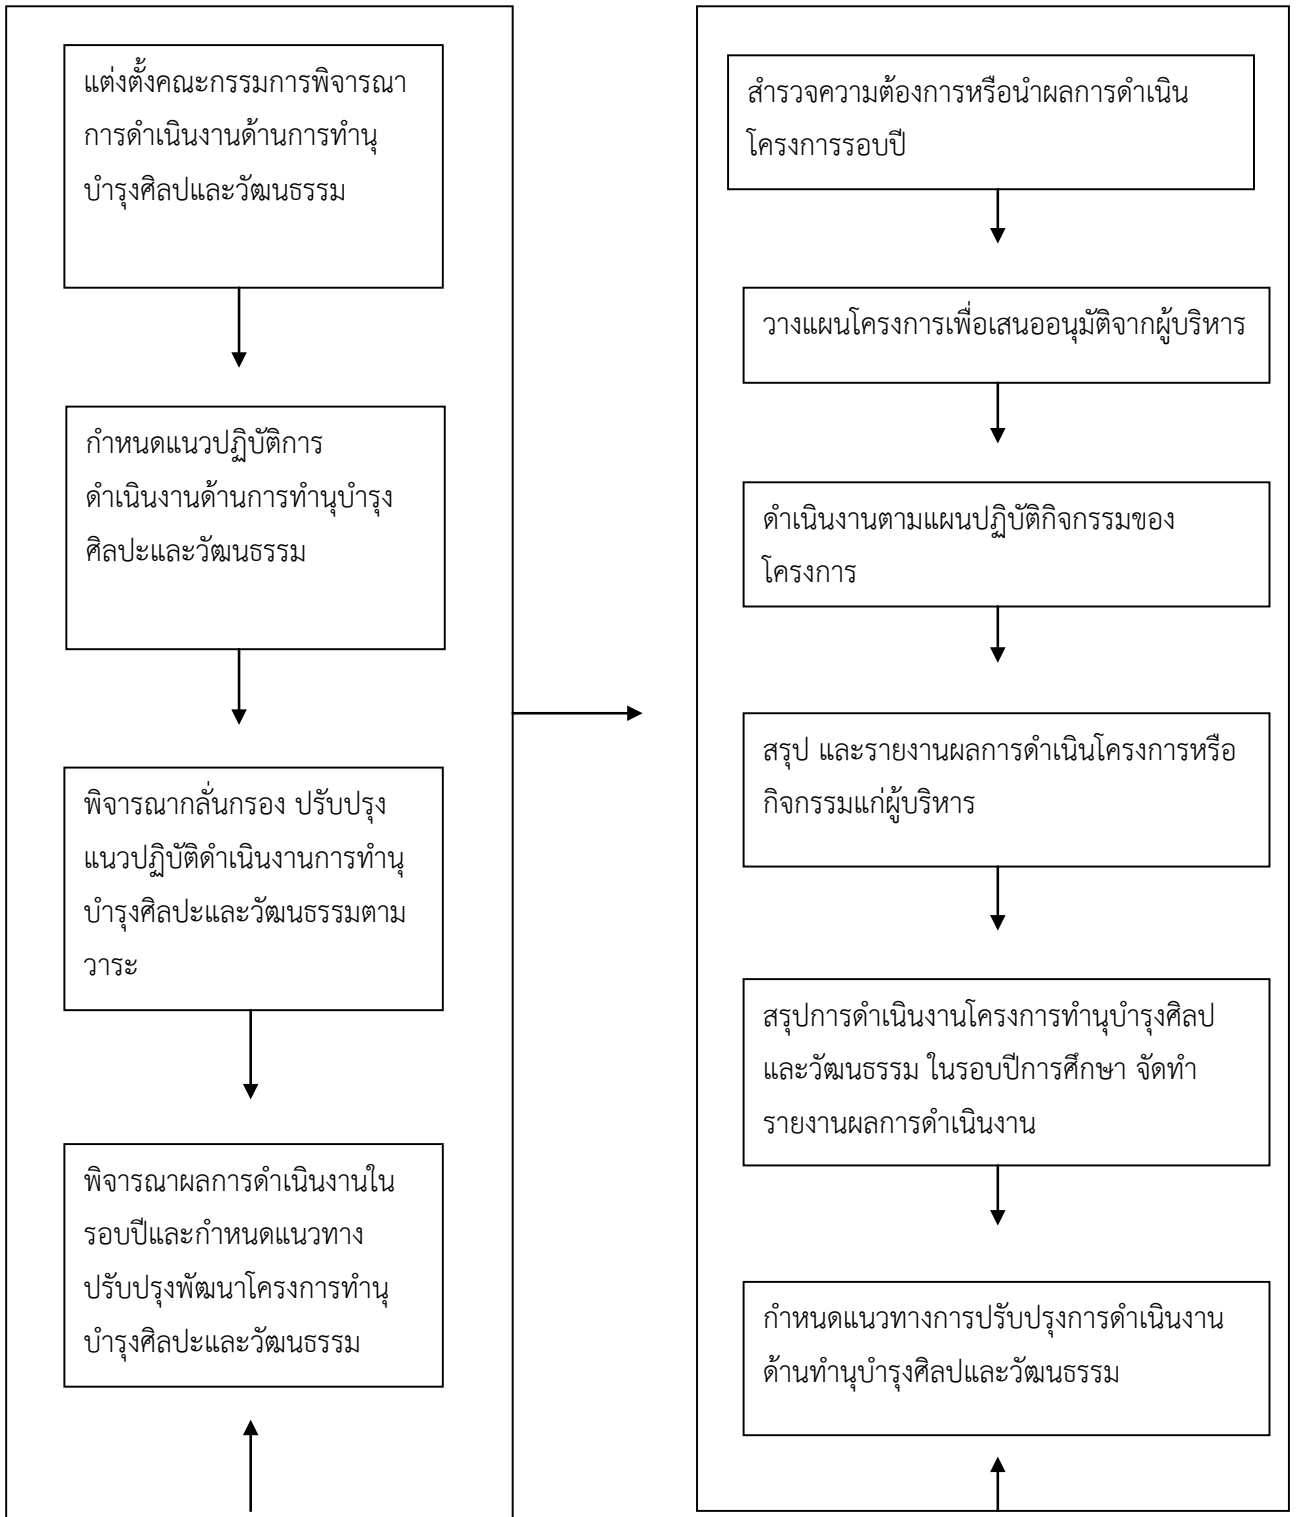 แต่งตั้งคณะกรรมการพิจารณา
การดำเนินงานด้านการทำนุ
บำรุงศิลปและวัฒนธรรม
กำหนดแนวปฏิบัติการ
ดำเนินงานด้านการทำนุบำรุง
ศิลปะและวัฒนธรรม
พิจารณากลั่นกรอง ปรับปรุง
แนวปฏิบัติดำเนินงานการทำนุ
บำรุงศิลปะและวัฒนธรรมตาม
วาระ
พิจารณาผลการดำเนินงานใน
รอบปีและกำหนดแนวทาง
ปรับปรุงพัฒนาโครงการทำนุ
บำรุงศิลปะและวัฒนธรรม
สำรวจความต้องการหรือนำผลการดำเนิน
โครงการรอบปี
วางแผนโครงการเพื่อเสนออนุมัติจากผู้บริหาร
ดำเนินงานตามแผนปฏิบัติกิจกรรมของ
โครงการ
สรุป และรายงานผลการดำเนินโครงการหรือ
กิจกรรมแก่ผู้บริหาร
สรุปการดำเนินงานโครงการทำนุบำรุงศิลป
และวัฒนธรรม ในรอบปีการศึกษา จัดทำ
รายงานผลการดำเนินงาน
กำหนดแนวทางการปรับปรุงการดำเนินงาน
ด้านทำนุบำรุงศิลปและวัฒนธรรม